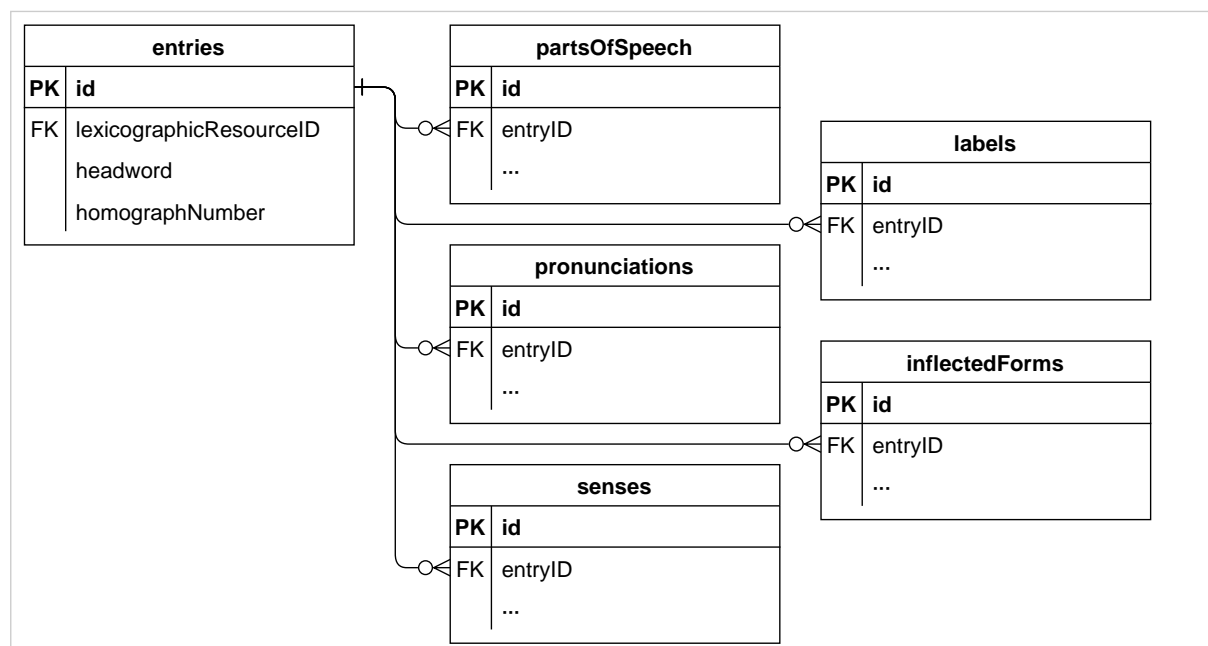 entries
PK id
FK lexicographicResourceID
headword
homographNumber
partsOfSpeech
PK id
FK entryID
...
labels
PK id
FK entryID
...
pronunciations
PK id
FK entryID
...
inflectedForms
PK id
FK entryID
...
senses
PK id
FK entryID
...